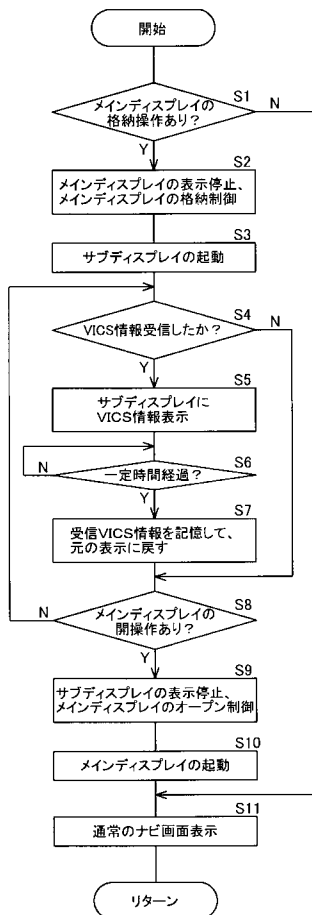 開始
S1
メインディスプレイの
格納操作あり？
N
Y
S2
メインディスプレイの表示停止、
メインディスプレイの格納制御
S3
サブディスプレイの起動
S4
VICS情報受信したか？
N
Y
S5
サブディスプレイに
VICS情報表示
S6
一定時間経過？
N
Y
S7
受信VICS情報を記憶して、
元の表示に戻す
S8
メインディスプレイの
開操作あり？
N
Y
S9
サブディスプレイの表示停止、
メインディスプレイのオープン制御
S10
メインディスプレイの起動
S11
通常のナビ画面表示
リターン